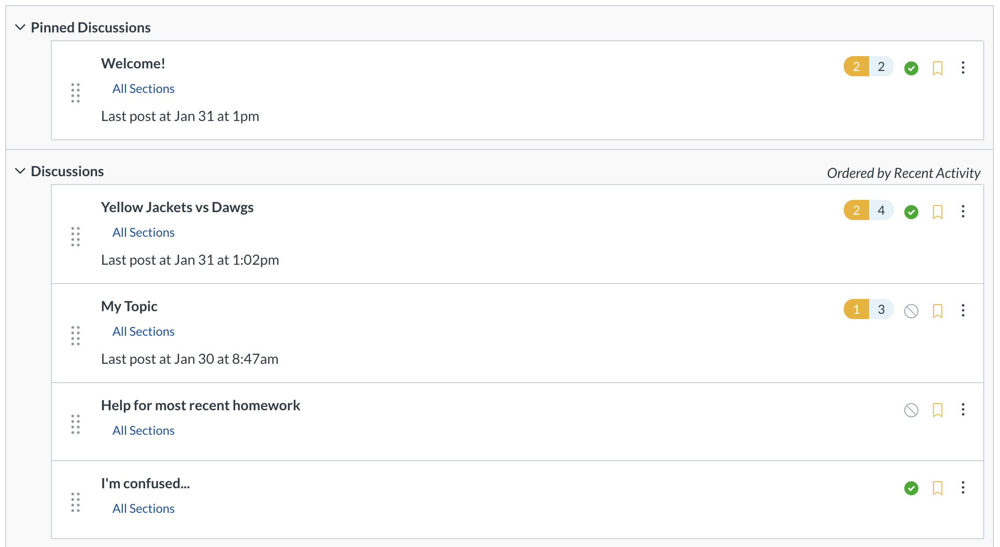 Pinned Discussions
Welcome!
2 2
All Sections
Last post at Jan 31 at 1pm
Discussions
Ordered by Recent Activity
Yellow Jackets vs Dawgs
2 4
All Sections
Last post at Jan 31 at 1:02pm
My Topic
1 3
All Sections
Last post at Jan 30 at 8:47am
Help for most recent homework
All Sections
I'm confused...
All Sections